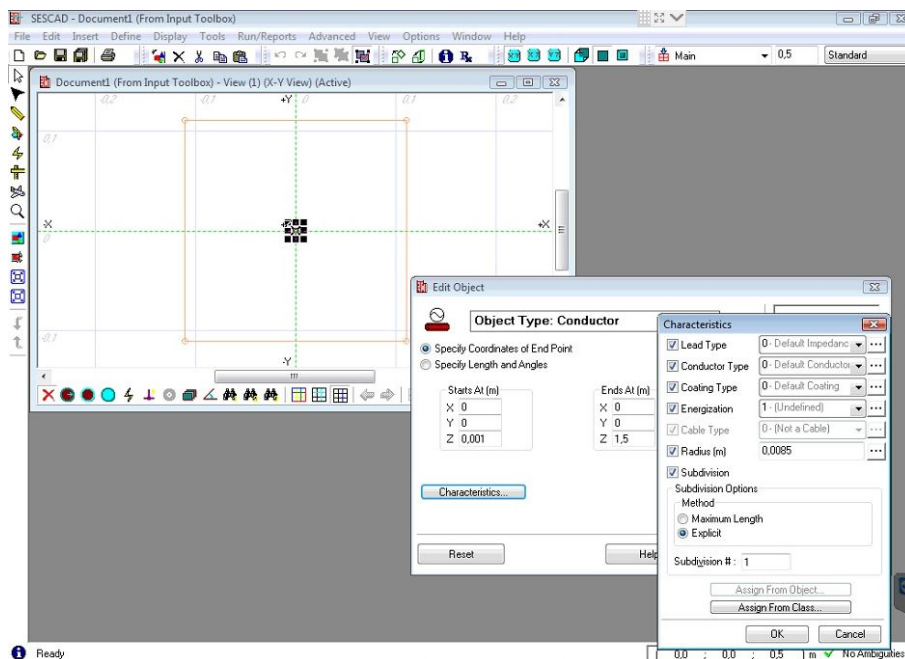 SESCAD - Document1 (From Input Toolbox)
File Edit Insert Define Display Tools Run/Reports Advanced View Options Window Help
Main 0,5 Standard
Document1 (From Input Toolbox) - View (1) (X-Y View) (Active)
-0,2 -0,1 +Y 0 0,1 0,2
0,1
-X +X
0
-0,1
-Y
Edit Object
Object Type: Conductor
Specify Coordinates of End Point
Specify Length and Angles
Starts At (m)
X 0
Y 0
Z 0,001
Ends At (m)
X 0
Y 0
Z 1,5
Characteristics...
Reset
Help
Characteristics
Lead Type 0 - Default Impedanc
Conductor Type 0 - Default Conductor
Coating Type 0 - Default Coating
Energization 1 - (Undefined)
Cable Type 0 - (Not a Cable)
Radius (m) 0,0085
Subdivision
Subdivision Options
Method
Maximum Length
Explicit
Subdivision # : 1
Assign From Object...
Assign From Class...
OK Cancel
Ready
0,0 ; 0,0 ; 0,5 ) m No Ambiguities